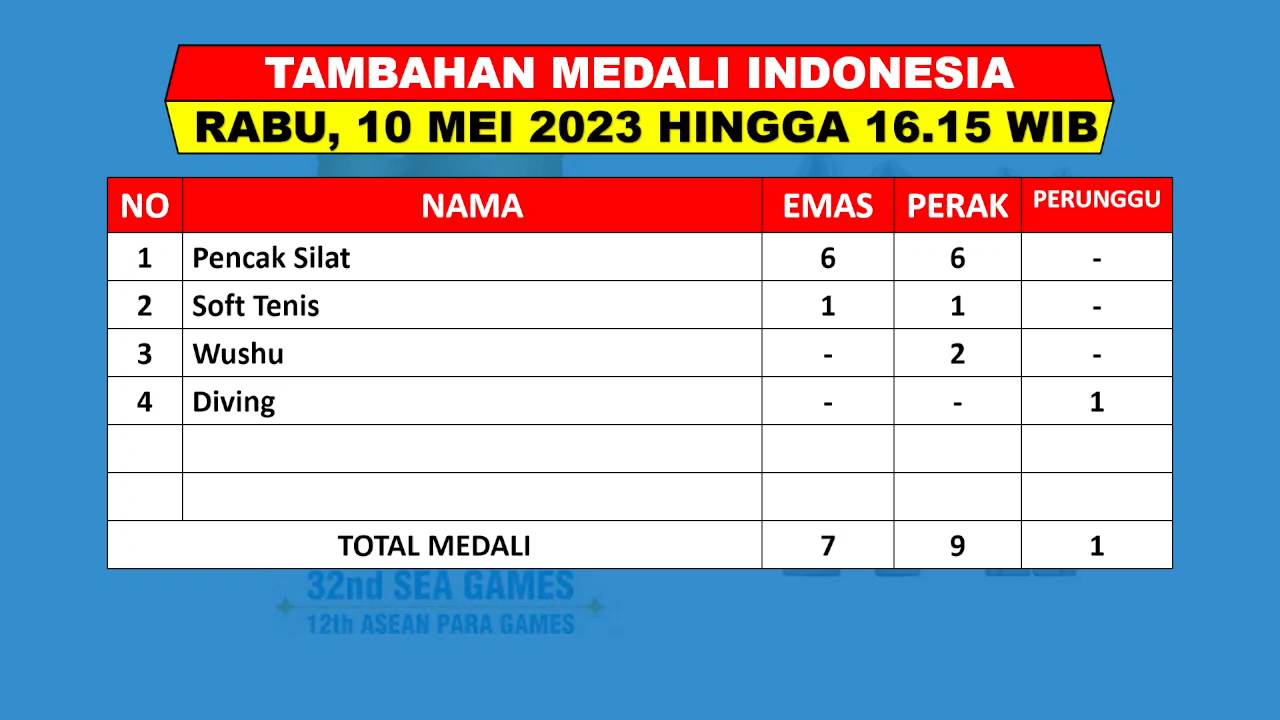 TAMBAHAN MEDALI INDONESIA
RABU, 10 MEI 2023 HINGGA 16.15 WIB
NO NAMA EMAS PERAK PERUNGGU
1 Pencak Silat 6 6 -
2 Soft Tenis 1 1 -
3 Wushu - 2 -
4 Diving - - 1
TOTAL MEDALI 7 9 1
32nd SEA GAMES
12th ASEAN PARA GAMES